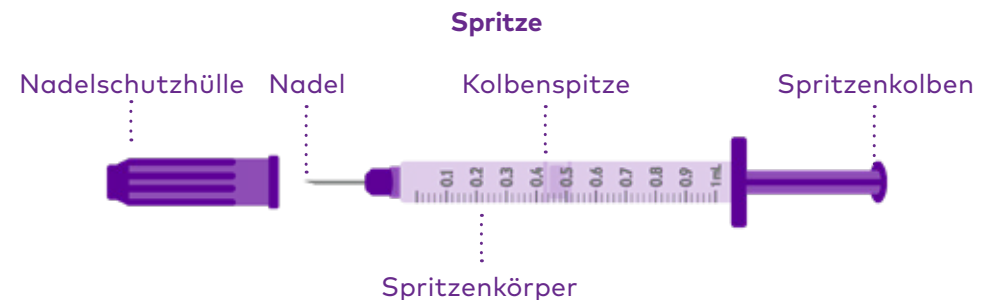 Spritze
Nadelschutzhülle Nadel Kolbenspitze Spritzenkolben
0.1 0.2 0.3 0.4 0.5 0.6 0.7 0.8 0.9 1 mL
Spritzenkörper